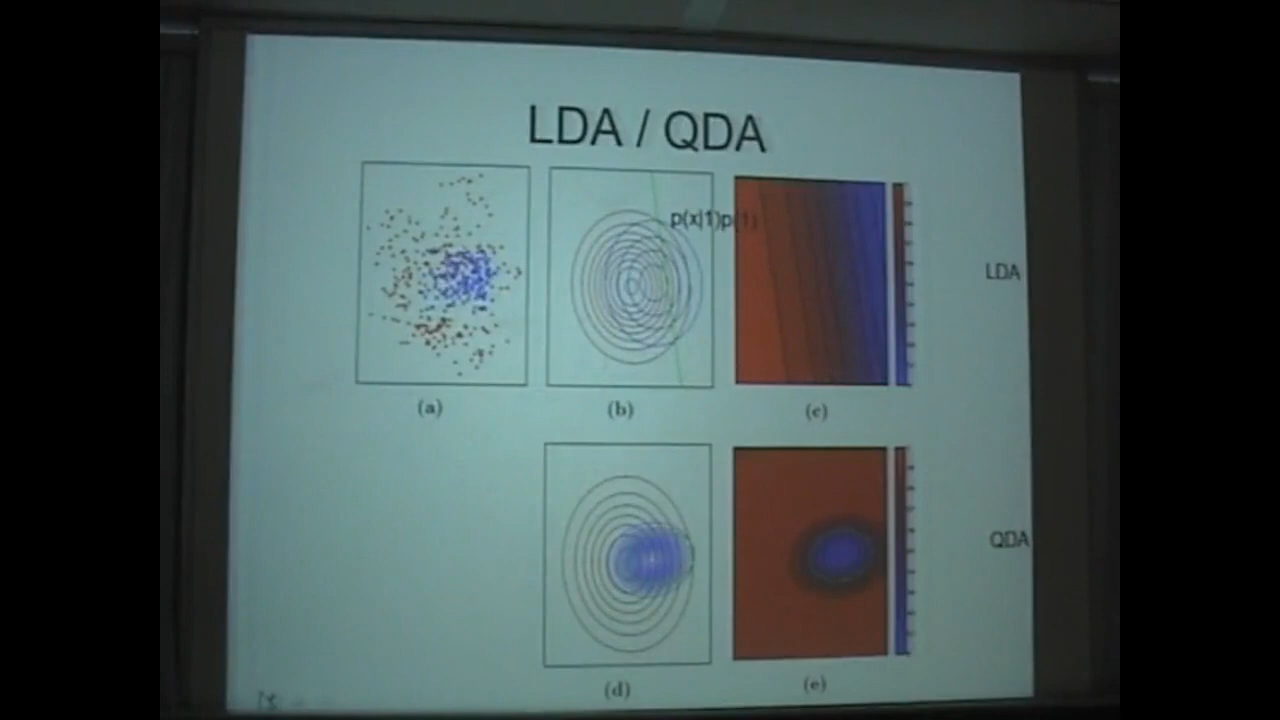 LDA / QDA
p(x|1)p(1)
LDA
(a)
(b)
(c)
QDA
(d)
(e)